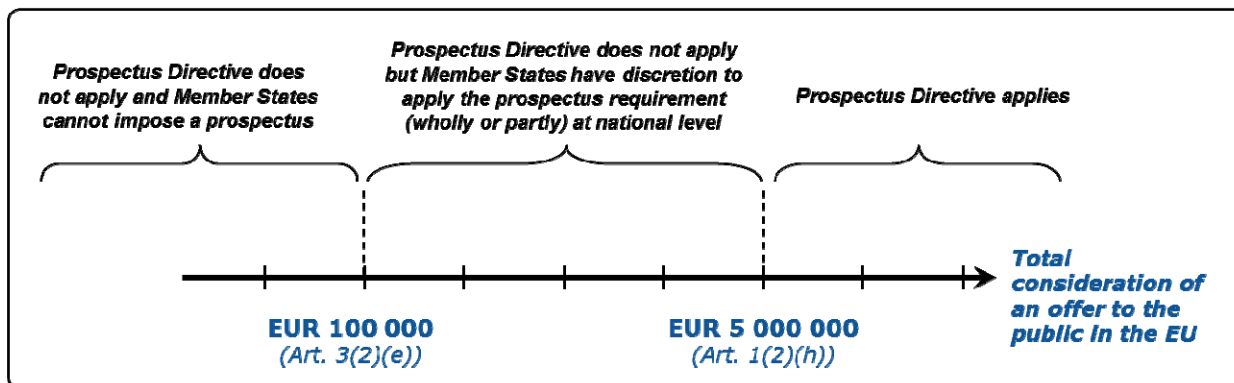 Prospectus Directive does
not apply and Member States
cannot impose a prospectus
Prospectus Directive does not apply
but Member States have discretion to
apply the prospectus requirement
(wholly or partly) at national level
Prospectus Directive applies
EUR 100 000
(Art. 3(2)(e))
EUR 5 000 000
(Art. 1(2)(h))
Total
consideration of
an offer to the
public in the EU